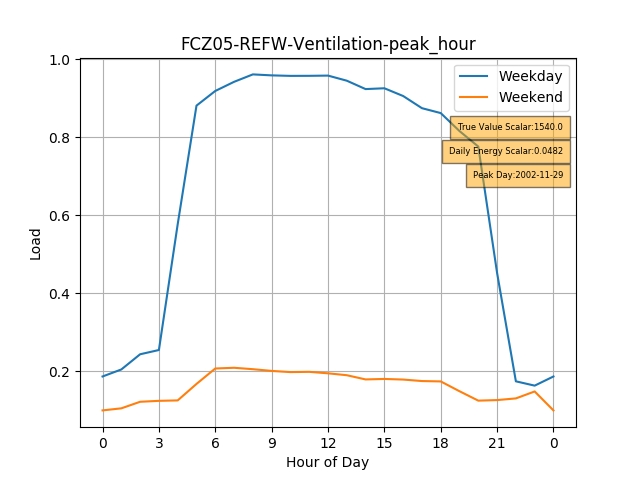 FCZ05-REFW-Ventilation-peak_hour
1.0
0.8
0.6
0.4
0.2
Load
Weekday
Weekend
True Value Scalar:1540.0
Daily Energy Scalar:0.0482
Peak Day:2002-11-29
0 3 6 9 12 15 18 21 0
Hour of Day